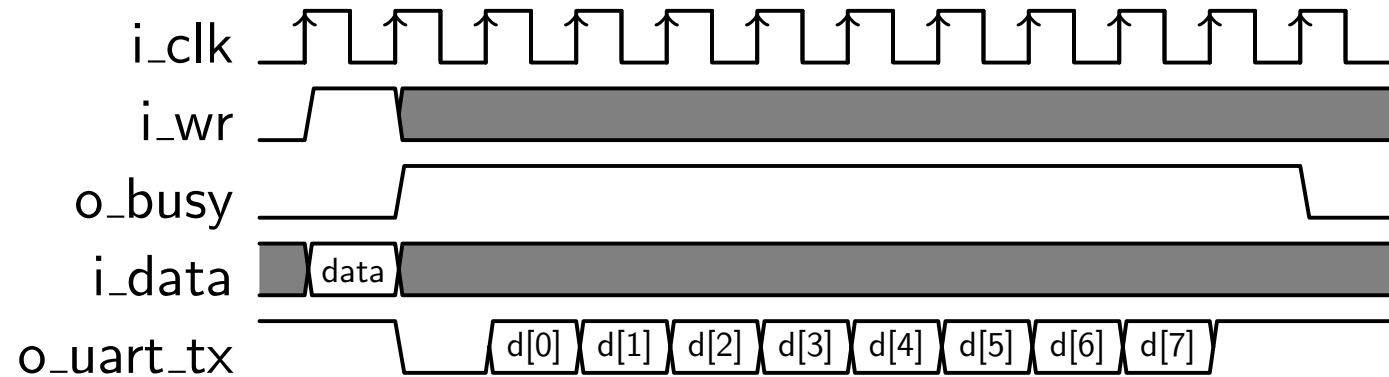 i_clk
i_wr
o_busy
i_data data
o_uart_tx d[0] d[1] d[2] d[3] d[4] d[5] d[6] d[7]